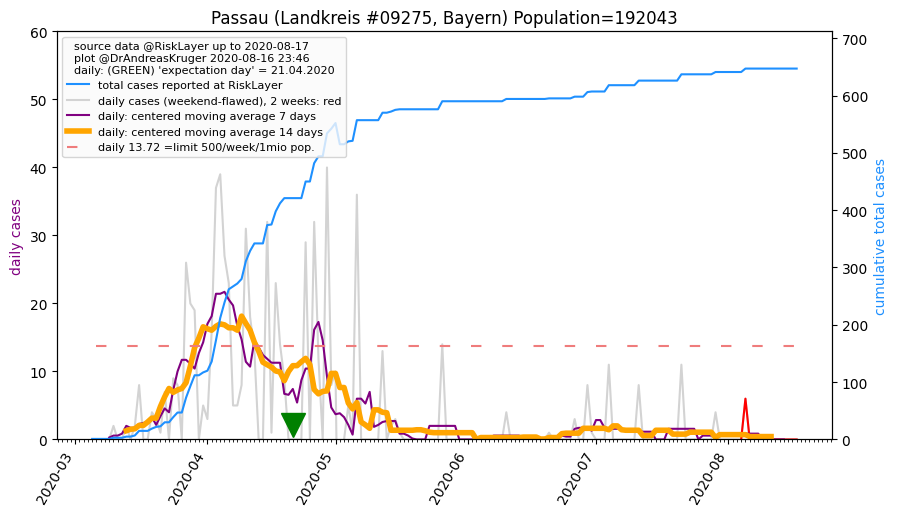 Passau (Landkreis #09275, Bayern) Population=192043
source data @RiskLayer up to 2020-08-17
plot @DrAndreasKruger 2020-08-16 23:46
daily: (GREEN) 'expectation day' = 21.04.2020
total cases reported at RiskLayer
daily cases (weekend-flawed), 2 weeks: red
daily: centered moving average 7 days
daily: centered moving average 14 days
daily 13.72 =limit 500/week/1mio pop.
daily cases
60
50
40
30
20
10
0
cumulative total cases
700
600
500
400
300
200
100
0
2020-03
2020-04
2020-05
2020-06
2020-07
2020-08